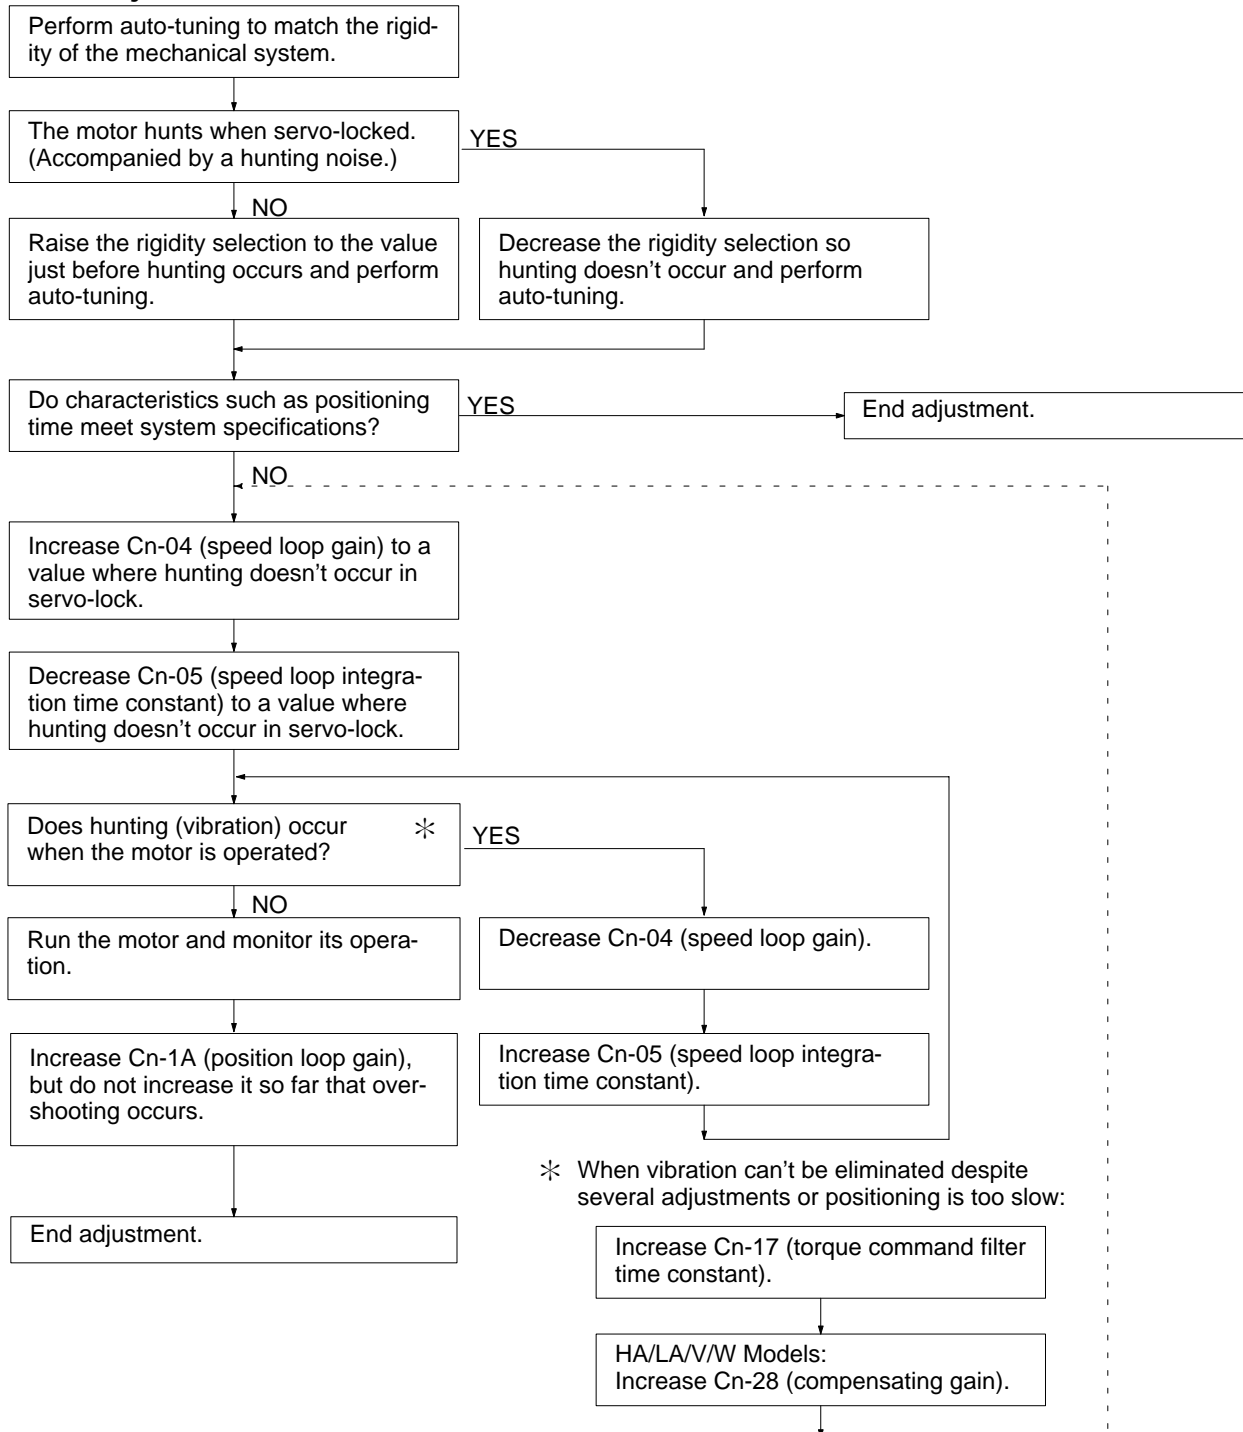 Perform auto-tuning to match the rigid-
ity of the mechanical system.
The motor hunts when servo-locked.
(Accompanied by a hunting noise.)
YES
NO
Raise the rigidity selection to the value
just before hunting occurs and perform
auto-tuning.
Decrease the rigidity selection so
hunting doesn't occur and perform
auto-tuning.
Do characteristics such as positioning
time meet system specifications?
YES
End adjustment.
NO
Increase Cn-04 (speed loop gain) to a
value where hunting doesn't occur in
servo-lock.
Decrease Cn-05 (speed loop integra-
tion time constant) to a value where
hunting doesn't occur in servo-lock.
Does hunting (vibration) occur *
when the motor is operated?
YES
NO
Run the motor and monitor its opera-
tion.
Decrease Cn-04 (speed loop gain).
Increase Cn-1A (position loop gain),
but do not increase it so far that over-
shooting occurs.
Increase Cn-05 (speed loop integra-
tion time constant).
* When vibration can't be eliminated despite
several adjustments or positioning is too slow:
End adjustment.
Increase Cn-17 (torque command filter
time constant).
HA/LA/V/W Models:
Increase Cn-28 (compensating gain).